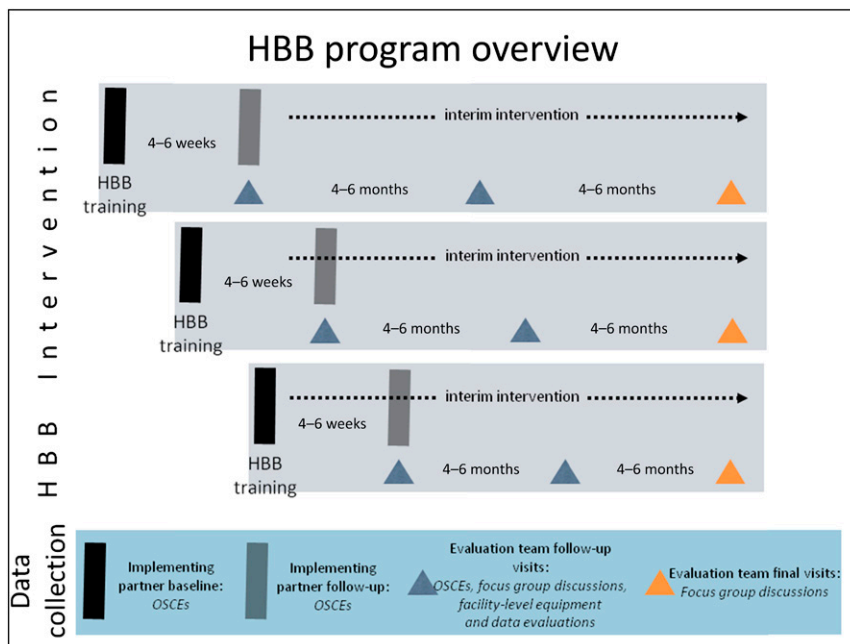 HBB program overview
HBB Intervention
interim intervention
4–6 weeks
HBB
training
4–6 months
4–6 months
interim intervention
4–6 weeks
HBB
training
4–6 months
4–6 months
interim intervention
4–6 weeks
HBB
training
4–6 months
4–6 months
Data
collection
Implementing
partner baseline:
OSCEs
Implementing
partner follow-up:
OSCEs
Evaluation team follow-up
visits:
OSCEs, focus group discussions,
facility-level equipment
and data evaluations
Evaluation team final visits:
Focus group discussions